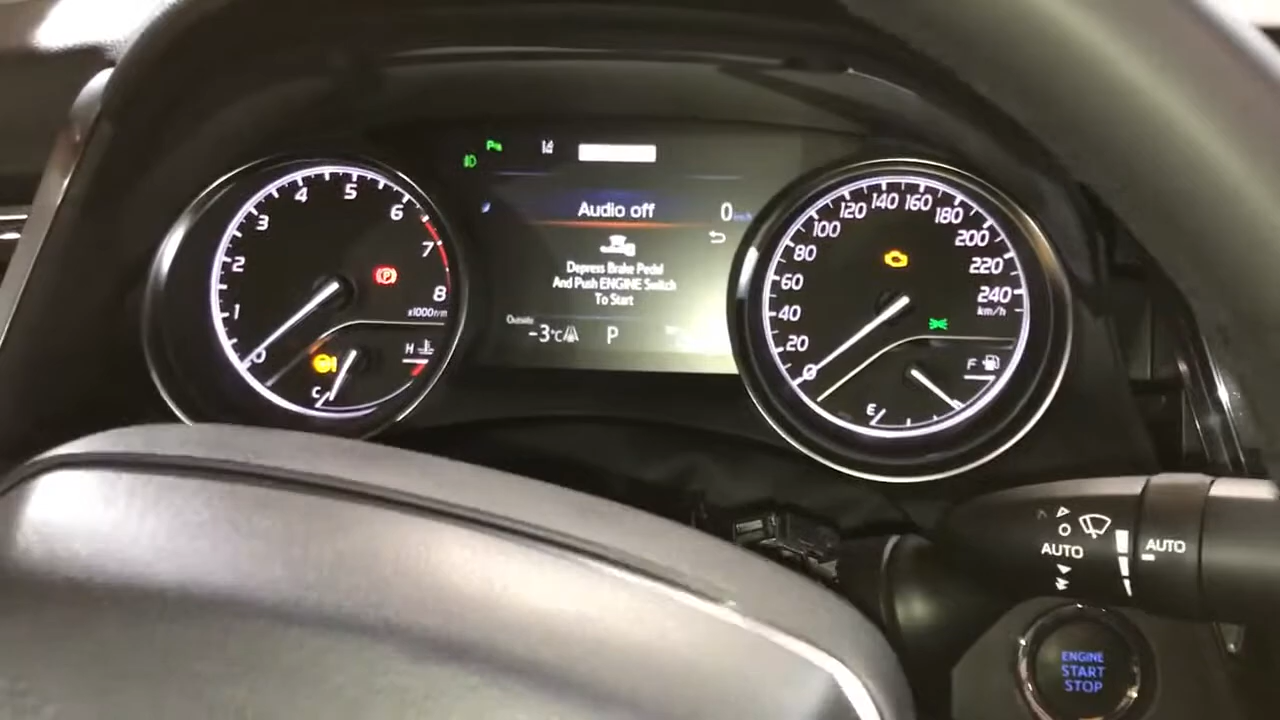 Audio off
0 km/h
Depress Brake Pedal
And Push ENGINE Switch
To Start
Outside
-3°C
P
0
1
2
3
4
5
6
7
8
x1000r/min
H
C
P
0
20
40
60
80
100
120
140
160
180
200
220
240
km/h
F
E
AUTO
AUTO
ENGINE
START
STOP